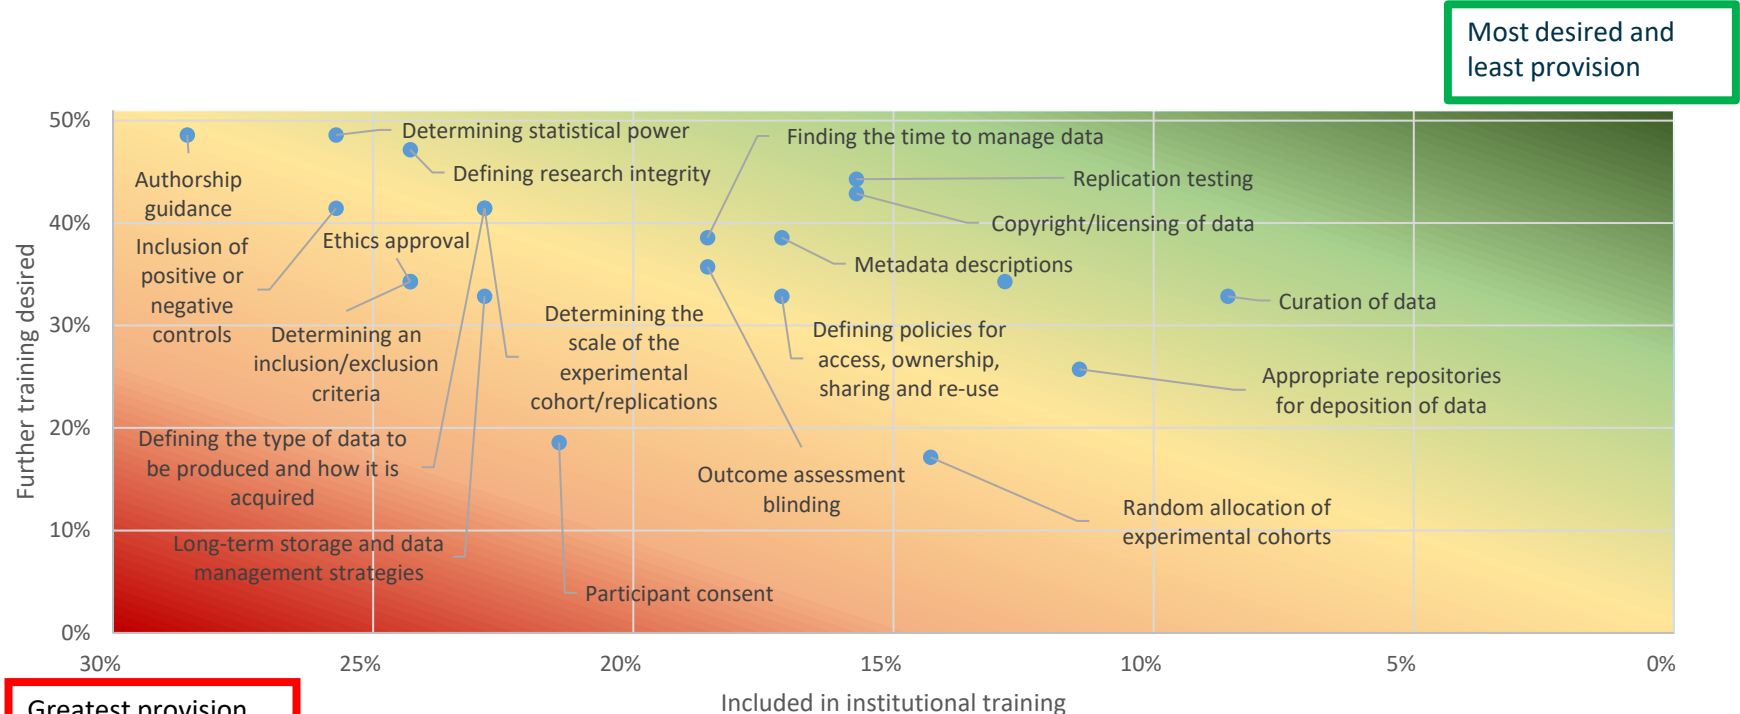 Most desired and
least provision
50%
40%
30%
20%
10%
0%
Further training desired
Determining statistical power
Finding the time to manage data
Defining research integrity
Authorship
guidance
Replication testing
Copyright/licensing of data
Ethics approval
Inclusion of
positive or
negative
controls
Metadata descriptions
Curation of data
Determining the
scale of the
experimental
cohort/replications
Defining policies for
access, ownership,
sharing and re-use
Determining an
inclusion/exclusion
criteria
Appropriate repositories
for deposition of data
Defining the type of data to
be produced and how it is
acquired
Outcome assessment
blinding
Random allocation of
experimental cohorts
Long-term storage and data
management strategies
Participant consent
30%
25%
20%
15%
10%
5%
0%
Included in institutional training
Greatest provision